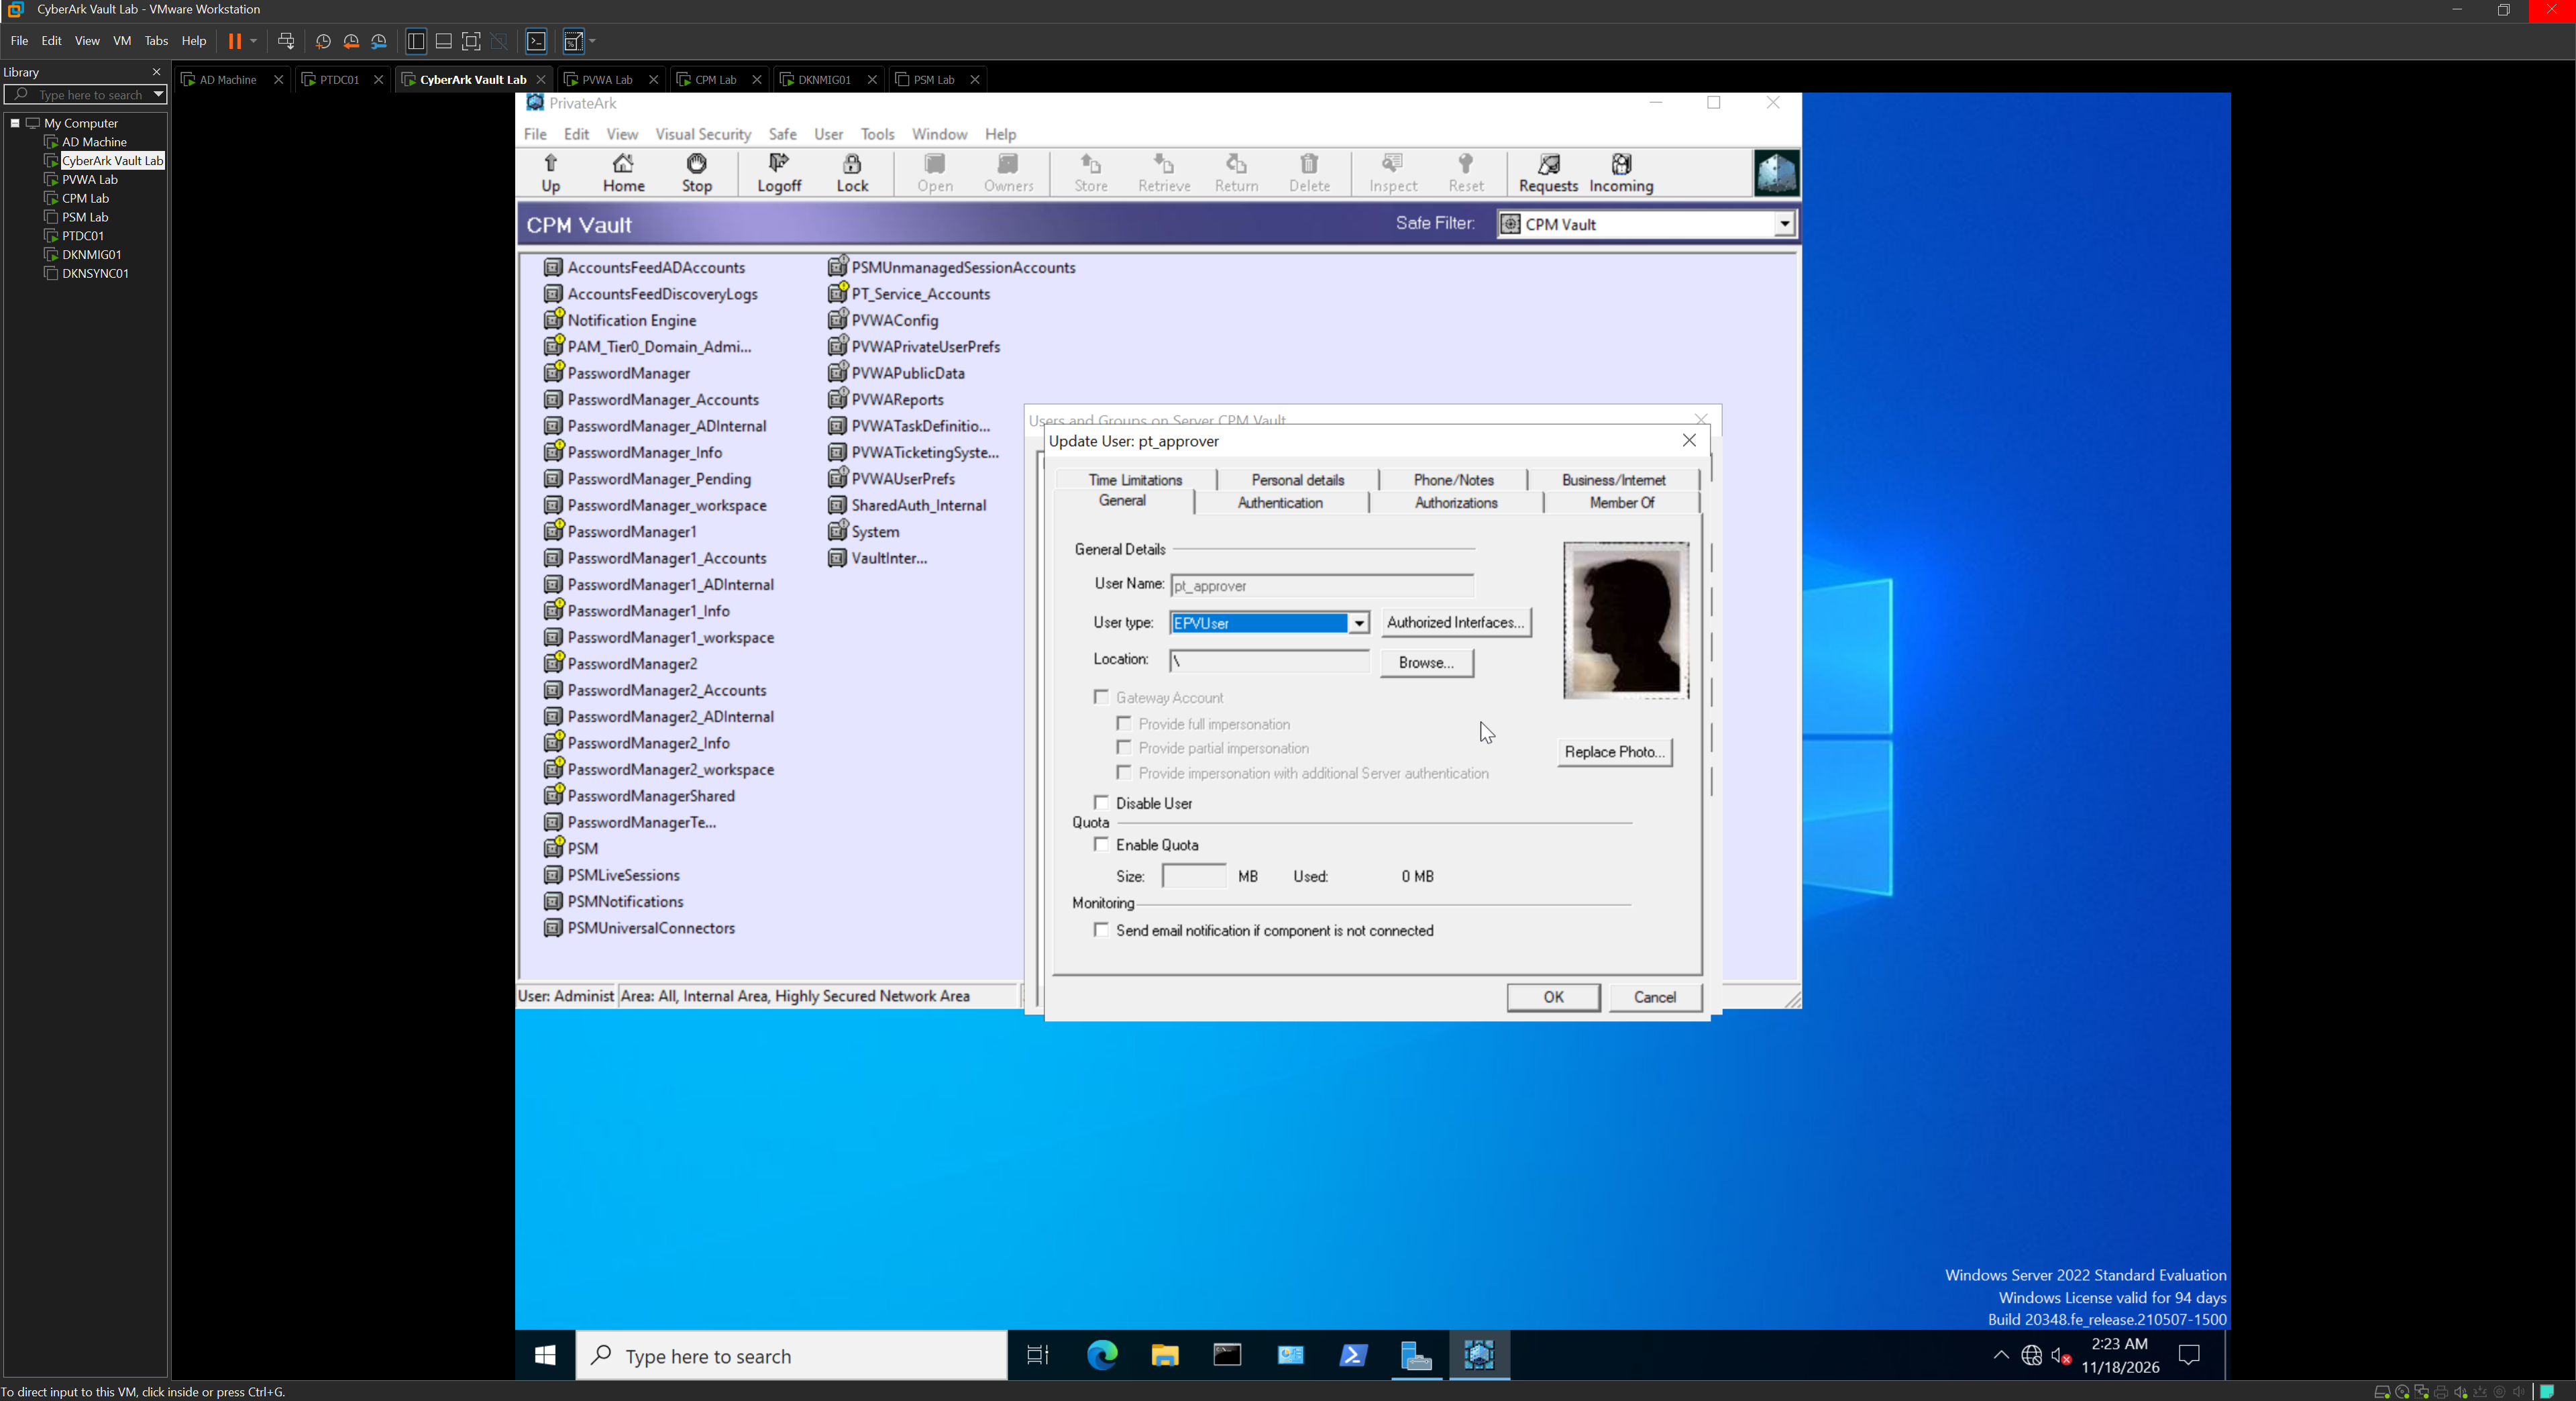 CyberArk Vault Lab - VMware Workstation
File Edit View VM Tabs Help
Library
Type here to search
My Computer
AD Machine
CyberArk Vault Lab
PVWA Lab
CPM Lab
PSM Lab
PTDC01
DKNMIG01
DKNSYNC01
AD Machine PTDC01 CyberArk Vault Lab PVWA Lab CPM Lab DKNMIG01 PSM Lab
PrivateArk
File Edit View Visual Security Safe User Tools Window Help
Up Home Stop Logoff Lock Open Owners Store Retrieve Return Delete Inspect Reset Requests Incoming
CPM Vault
Safe Filter: CPM Vault
AccountsFeedADAccounts
AccountsFeedDiscoveryLogs
Notification Engine
PAM_Tier0_Domain_Admi...
PasswordManager
PasswordManager_Accounts
PasswordManager_ADInternal
PasswordManager_Info
PasswordManager_Pending
PasswordManager_workspace
PasswordManager1
PasswordManager1_Accounts
PasswordManager1_ADInternal
PasswordManager1_Info
PasswordManager1_workspace
PasswordManager2
PasswordManager2_Accounts
PasswordManager2_ADInternal
PasswordManager2_Info
PasswordManager2_workspace
PasswordManagerShared
PasswordManagerTe...
PSM
PSMLiveSessions
PSMNotifications
PSMUniversalConnectors
PSMUnmanagedSessionAccounts
PT_Service_Accounts
PVWAConfig
PVWAPrivateUserPrefs
PVWAPublicData
PVWAReports
PVWATaskDefinitio...
PVWATicketingSyste...
PVWAUserPrefs
SharedAuth_Internal
System
VaultInter...
Users and Groups on Server CPM Vault
Update User: pt_approver
Time Limitations Personal details Phone/Notes Business/Internet
General Authentication Authorizations Member Of
General Details
User Name: pt_approver
User type: EPVUser Authorized Interfaces...
Location: \ Browse...
Gateway Account
Provide full impersonation
Provide partial impersonation
Provide impersonation with additional Server authentication
Replace Photo...
Disable User
Quota
Enable Quota
Size: MB Used: 0 MB
Monitoring
Send email notification if component is not connected
OK Cancel
User: Administ Area: All, Internal Area, Highly Secured Network Area
Windows Server 2022 Standard Evaluation
Windows License valid for 94 days
Build 20348.fe_release.210507-1500
Type here to search
2:23 AM
11/18/2026
To direct input to this VM, click inside or press Ctrl+G.